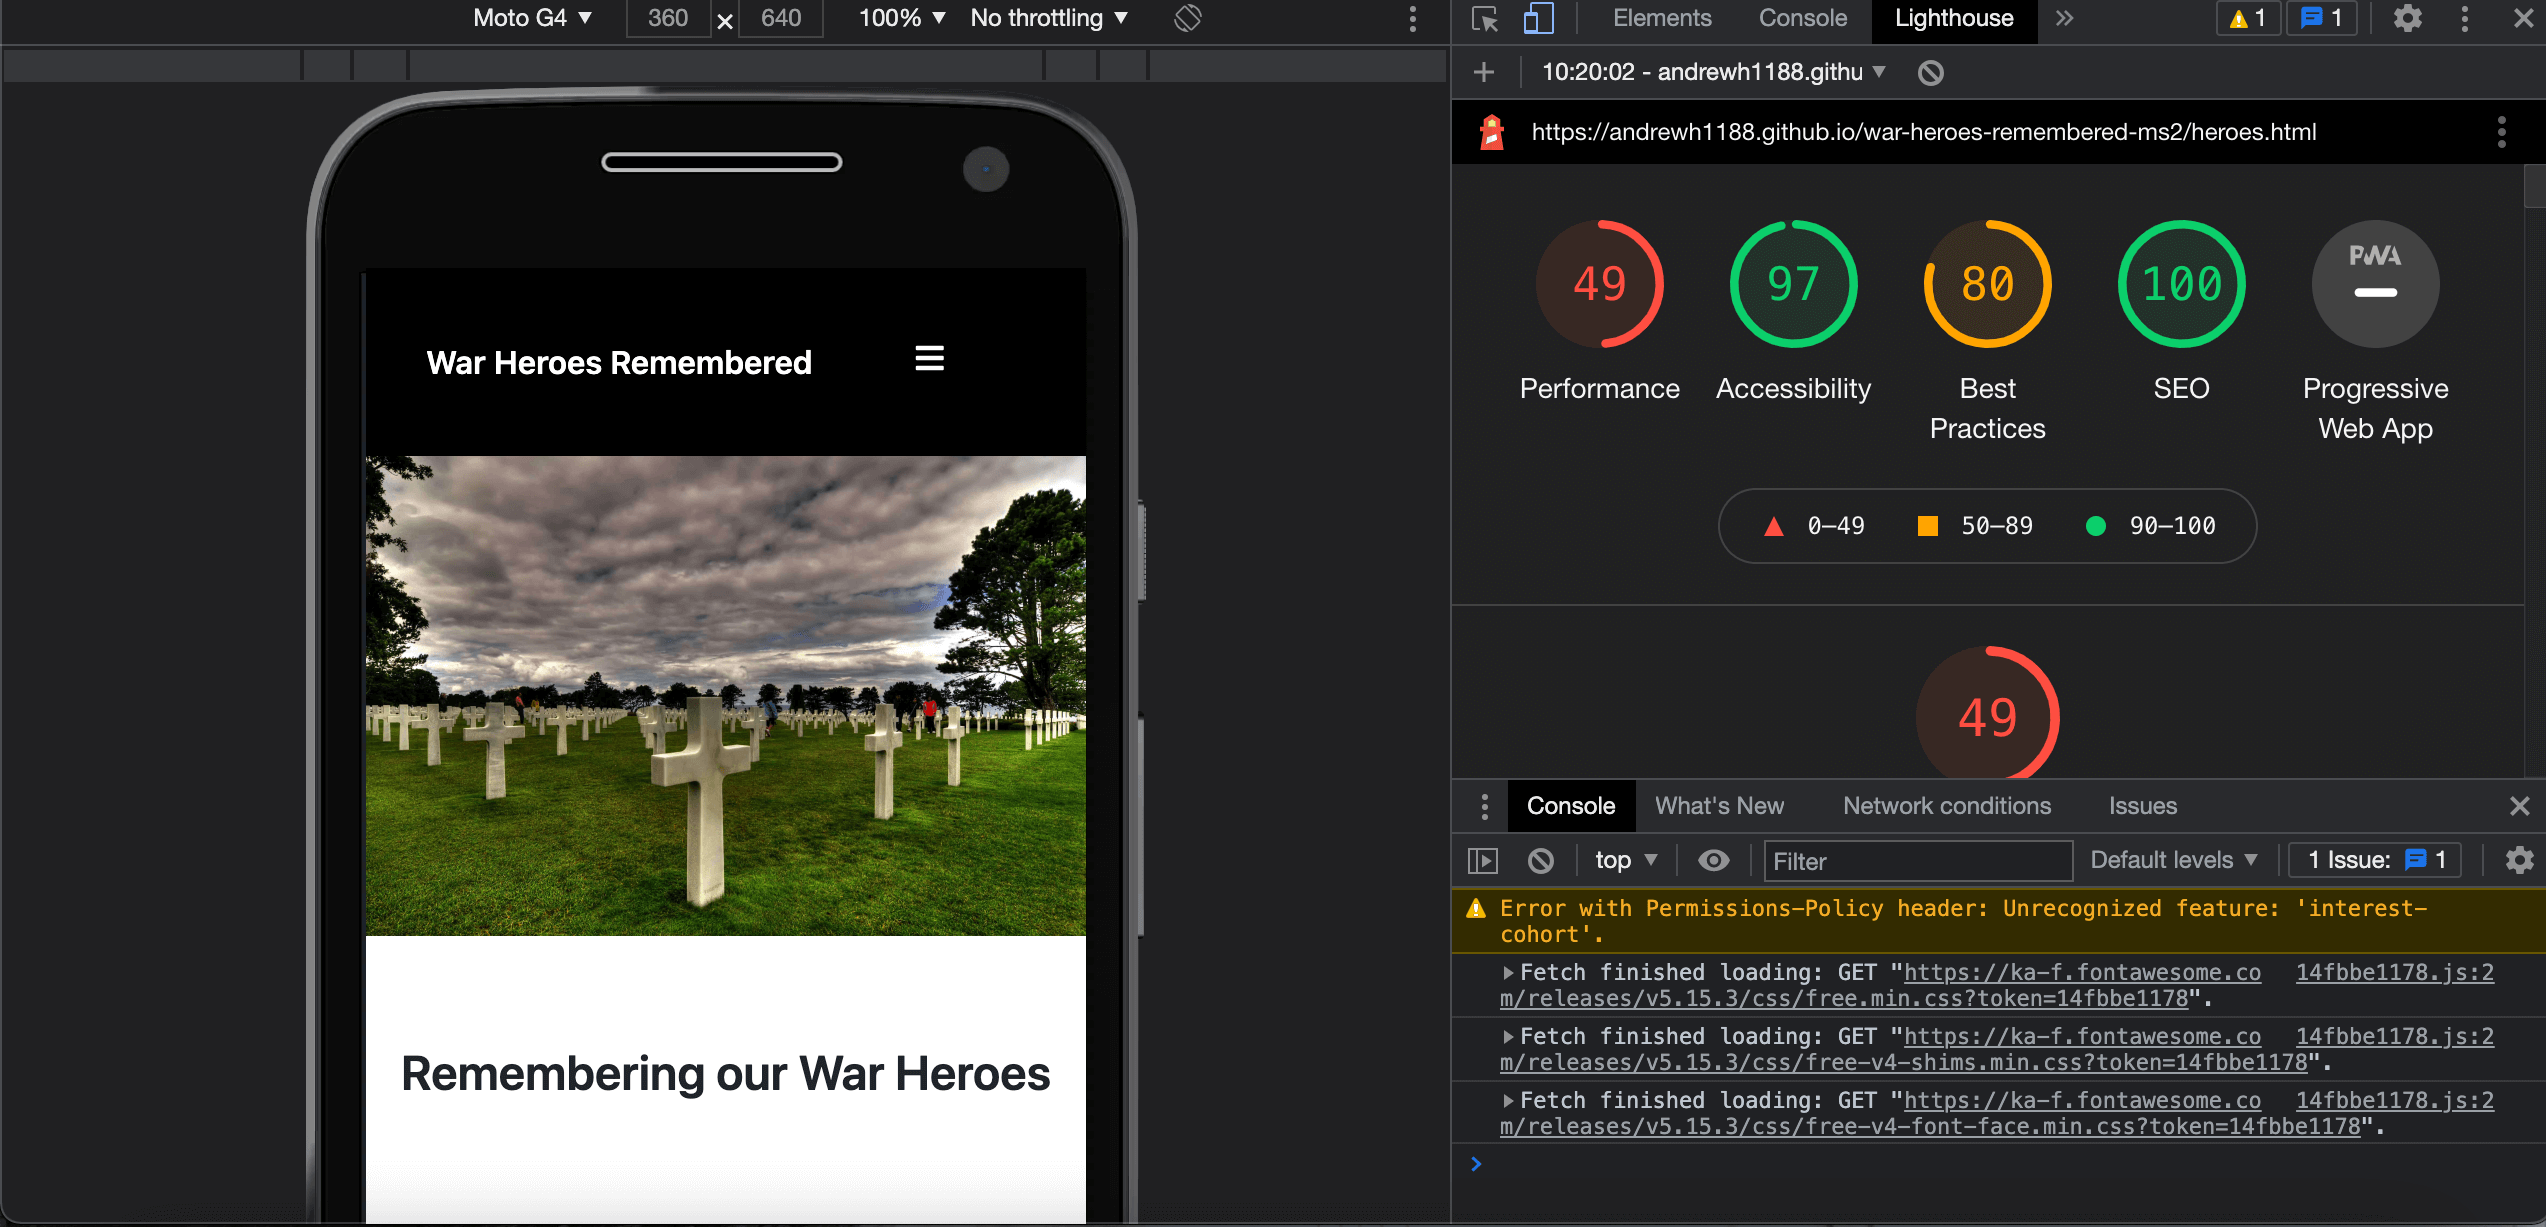 Moto G4 ▼ 360 × 640 100% ▼ No throttling ▼
Elements Console Lighthouse » 1 1
10:20:02 - andrewh1188.githu ▼
https://andrewh1188.github.io/war-heroes-remembered-ms2/heroes.html
War Heroes Remembered
Remembering our War Heroes
49 97 80 100 PWA
Performance Accessibility Best Practices SEO Progressive Web App
0–49 50–89 90–100
49
Console What's New Network conditions Issues
top ▼ Filter Default levels ▼ 1 Issue: 1
Error with Permissions-Policy header: Unrecognized feature: 'interest-
cohort'.
Fetch finished loading: GET "https://ka-f.fontawesome.co 14fbbe1178.js:2
m/releases/v5.15.3/css/free.min.css?token=14fbbe1178".
Fetch finished loading: GET "https://ka-f.fontawesome.co 14fbbe1178.js:2
m/releases/v5.15.3/css/free-v4-shims.min.css?token=14fbbe1178".
Fetch finished loading: GET "https://ka-f.fontawesome.co 14fbbe1178.js:2
m/releases/v5.15.3/css/free-v4-font-face.min.css?token=14fbbe1178".